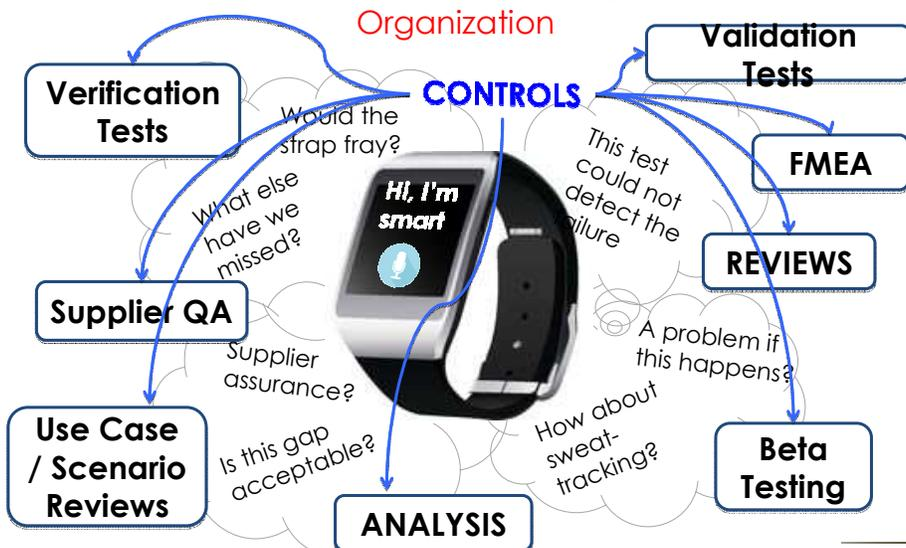 Organization
Validation
Tests
CONTROLS
Verification
Tests
Would the
strap fray?
This test
could not
detect the
ailure
FMEA
What else
have we
missed?
Hi, I'm
smart
REVIEWS
Supplier QA
Supplier
assurance?
A problem if
this happens?
Use Case
/ Scenario
Reviews
Is this gap
acceptable?
How about
sweat-
tracking?
Beta
Testing
ANALYSIS